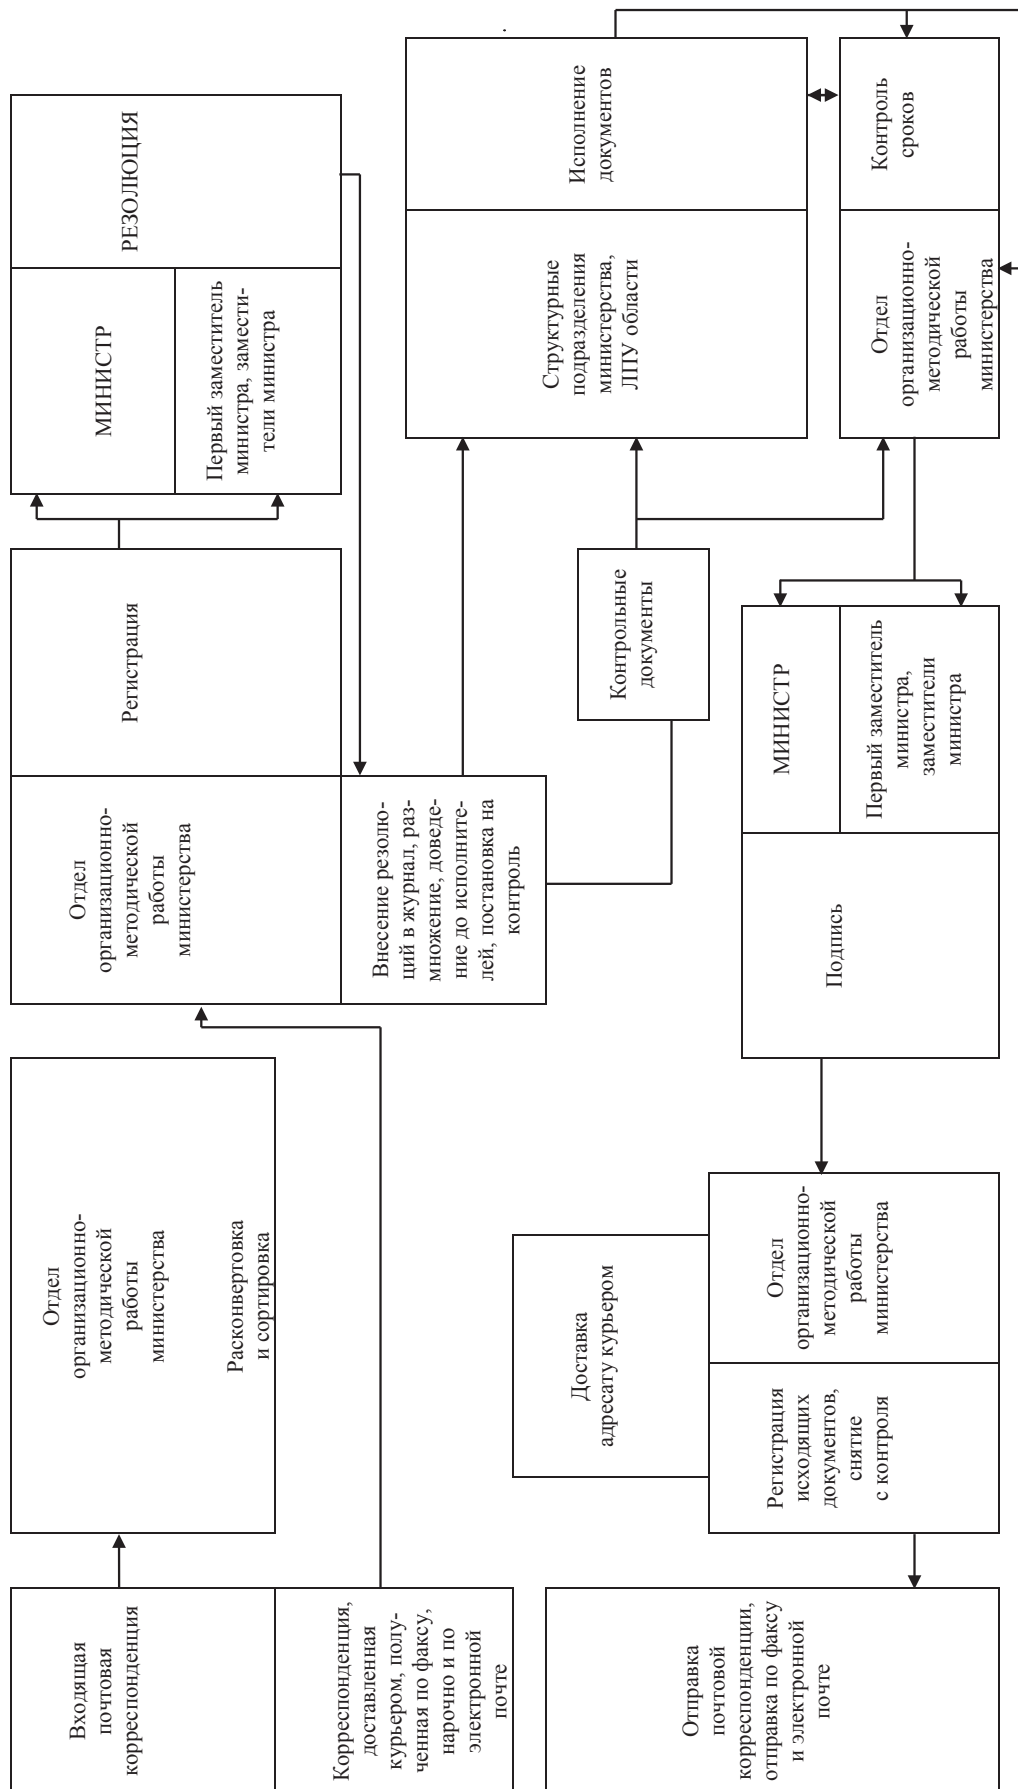 Входящая
почтовая
корреспонденция
Корреспонденция,
доставленная
курьером, полу-
ченная по факсу,
нарочно и по
электронной
почте
Отдел
организационно-
методической
работы
министерства
Расконвертовка
и сортировка
Отдел
организационно-
методической
работы
министерства
Регистрация
Внесение резолю-
ций в журнал, раз-
множение, доведе-
ние до исполните-
лей, постановка на
контроль
МИНИСТР
Первый заместитель
министра, замести-
тели министра
РЕЗОЛЮЦИЯ
Контрольные
документы
Структурные
подразделения
министерства,
ЛПУ области
Исполнение
документов
Отдел
организационно-
методической
работы
министерства
Контроль
сроков
МИНИСТР
Первый заместитель
министра,
заместители
министра
Подпись
Отдел
организационно-
методической
работы
министерства
Регистрация
исходящих
документов,
снятие
с контроля
Доставка
адресату курьером
Отправка
почтовой
корреспонденции,
отправка по факсу
и электронной
почте